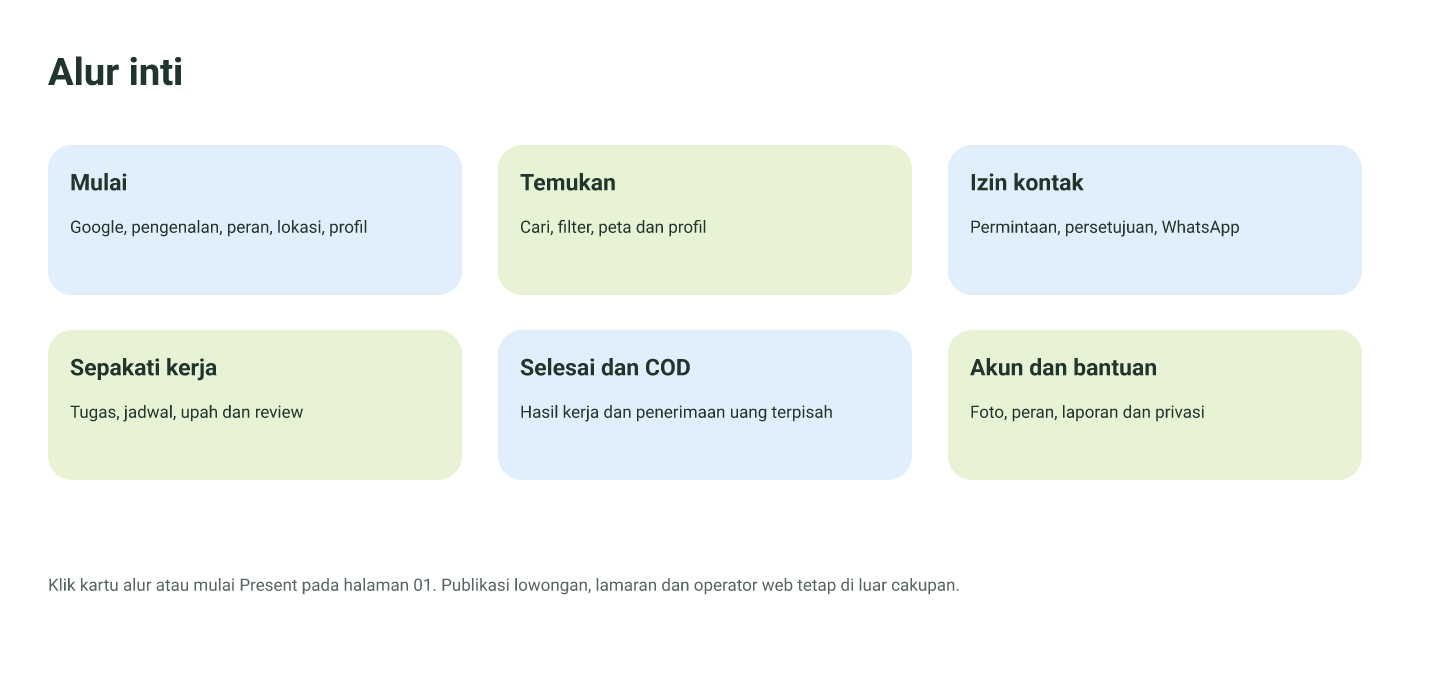 Alur inti
Mulai
Google, pengenalan, peran, lokasi, profil
Temukan
Cari, filter, peta dan profil
Izin kontak
Permintaan, persetujuan, WhatsApp
Sepakati kerja
Tugas, jadwal, upah dan review
Selesai dan COD
Hasil kerja dan penerimaan uang terpisah
Akun dan bantuan
Foto, peran, laporan dan privasi
Klik kartu alur atau mulai Present pada halaman 01. Publikasi lowongan, lamaran dan operator web tetap di luar cakupan.